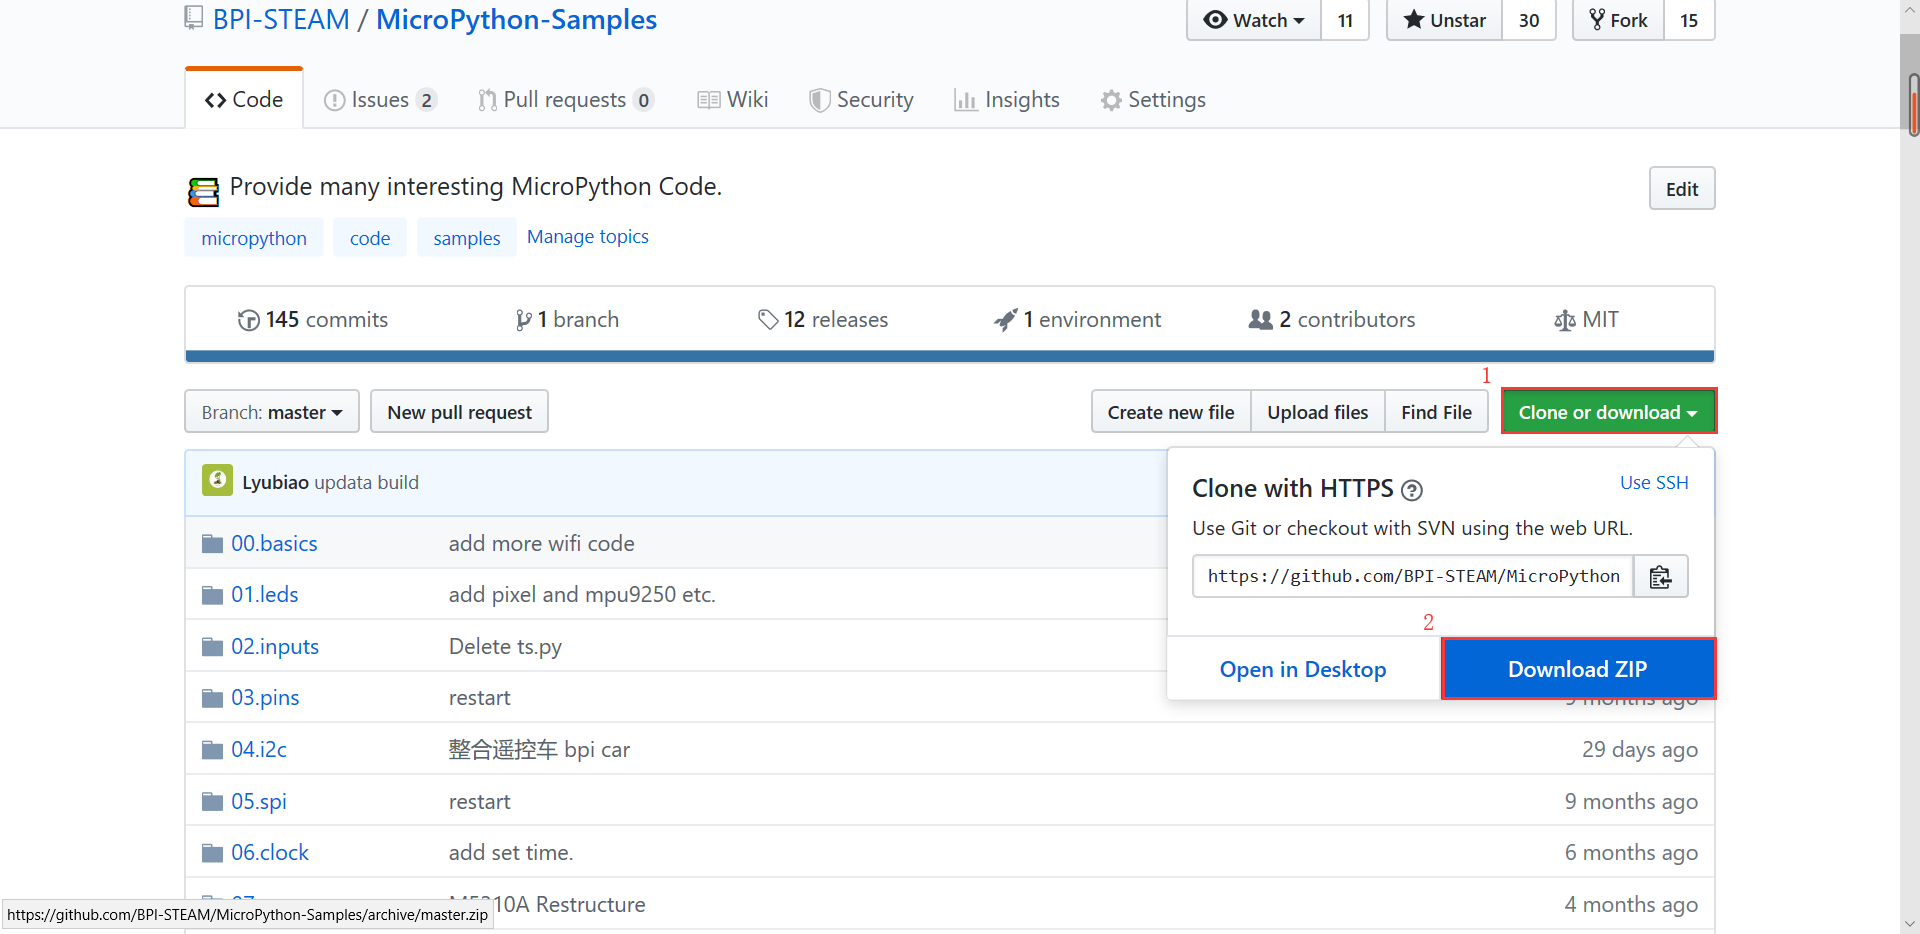 BPI-STEAM / MicroPython-Samples
Watch 11 Unstar 30 Fork 15
Code Issues 2 Pull requests 0 Wiki Security Insights Settings
Provide many interesting MicroPython Code.
Edit
micropython code samples Manage topics
145 commits 1 branch 12 releases 1 environment 2 contributors MIT
1
Branch: master New pull request Create new file Upload files Find File Clone or download
Lyubiao updata build
Clone with HTTPS ? Use SSH
Use Git or checkout with SVN using the web URL.
https://github.com/BPI-STEAM/MicroPython
2
Open in Desktop Download ZIP
00.basics add more wifi code
01.leds add pixel and mpu9250 etc.
02.inputs Delete ts.py
03.pins restart 9 months ago
04.i2c 整合遥控车 bpi car 29 days ago
05.spi restart 9 months ago
06.clock add set time. 6 months ago
10A Restructure 4 months ago
https://github.com/BPI-STEAM/MicroPython-Samples/archive/master.zip